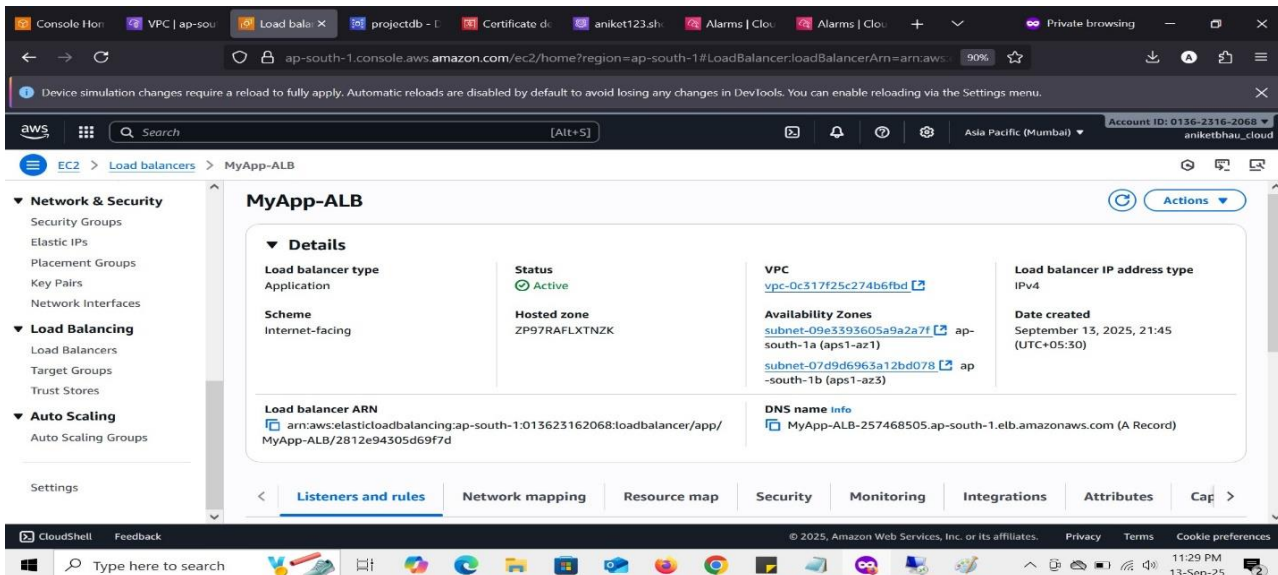 Console Hon
VPC | ap-sou
Load balan
projectdb - D
Certificate de
aniket123.sh
Alarms | Clou
Alarms | Clou
Private browsing
ap-south-1.console.aws.amazon.com/ec2/home?region=ap-south-1#LoadBalancer:loadBalancerArn=arn:aws: 90%
Device simulation changes require a reload to fully apply. Automatic reloads are disabled by default to avoid losing any changes in DevTools. You can enable reloading via the Settings menu.
aws
Search [Alt+S]
Asia Pacific (Mumbai)
Account ID: 0136-2316-2068
aniketbhau_cloud
EC2 > Load balancers > MyApp-ALB
Network & Security
Security Groups
Elastic IPs
Placement Groups
Key Pairs
Network Interfaces
Load Balancing
Load Balancers
Target Groups
Trust Stores
Auto Scaling
Auto Scaling Groups
Settings
MyApp-ALB
Actions
Details
Load balancer type
Application
Status
Active
VPC
vpc-0c317f25c274b6fbd
Load balancer IP address type
IPv4
Scheme
Internet-facing
Hosted zone
ZP97RAFLXTNZK
Availability Zones
subnet-09e3393605a9a2a7f ap-
south-1a (aps1-az1)
subnet-07d9d6963a12bd078 ap
-south-1b (aps1-az3)
Date created
September 13, 2025, 21:45
(UTC+05:30)
Load balancer ARN
arn:aws:elasticloadbalancing:ap-south-1:013623162068:loadbalancer/app/
MyApp-ALB/2812e94305d69f7d
DNS name Info
MyApp-ALB-257468505.ap-south-1.elb.amazonaws.com (A Record)
Listeners and rules
Network mapping
Resource map
Security
Monitoring
Integrations
Attributes
Cap
CloudShell
Feedback
© 2025, Amazon Web Services, Inc. or its affiliates.
Privacy
Terms
Cookie preferences
Type here to search
11:29 PM
13-Sep-25